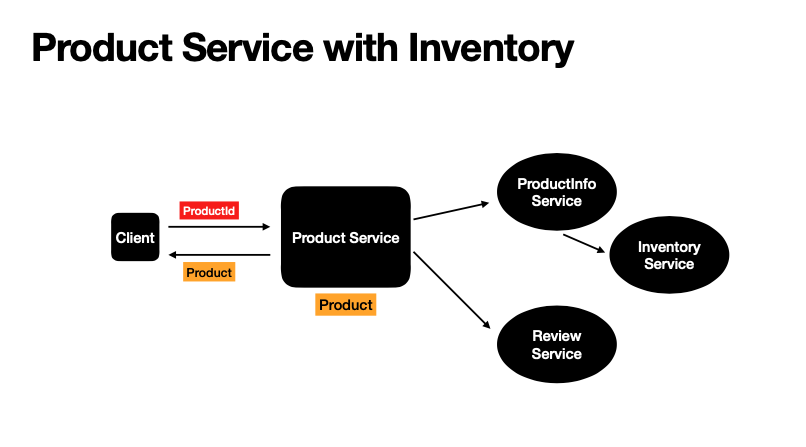 Product Service with Inventory
ProductInfo
Service
ProductId
Client
Product Service
Inventory
Service
Product
Product
Review
Service